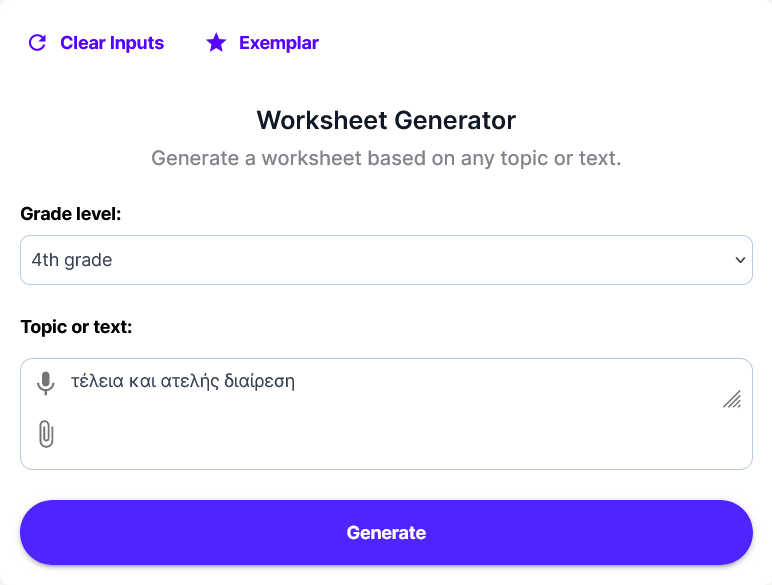 Clear Inputs Exemplar
Worksheet Generator
Generate a worksheet based on any topic or text.
Grade level:
4th grade
Topic or text:
τέλεια και ατελής διαίρεση
Generate